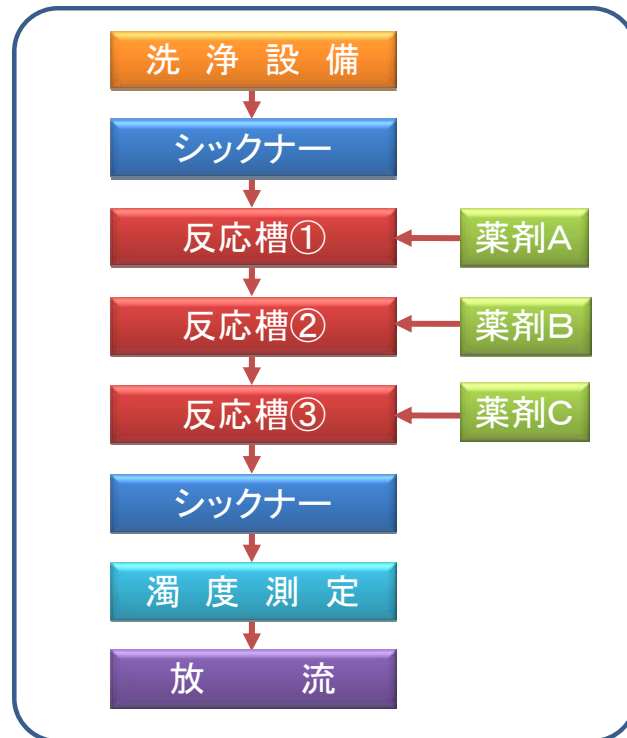 洗浄設備
シックナー
反応槽①
薬剤A
反応槽②
薬剤B
反応槽③
薬剤C
シックナー
濁度測定
放流